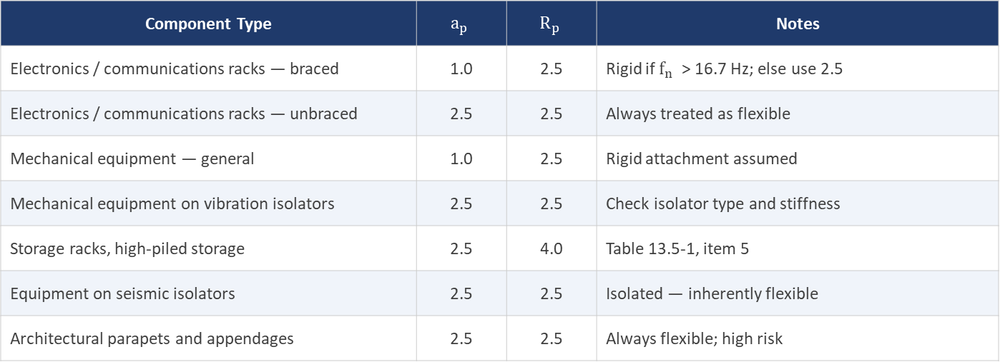 Component Type aₚ Rₚ Notes
Electronics / communications racks — braced 1.0 2.5 Rigid if fₙ > 16.7 Hz; else use 2.5
Electronics / communications racks — unbraced 2.5 2.5 Always treated as flexible
Mechanical equipment — general 1.0 2.5 Rigid attachment assumed
Mechanical equipment on vibration isolators 2.5 2.5 Check isolator type and stiffness
Storage racks, high-piled storage 2.5 4.0 Table 13.5-1, item 5
Equipment on seismic isolators 2.5 2.5 Isolated — inherently flexible
Architectural parapets and appendages 2.5 2.5 Always flexible; high risk